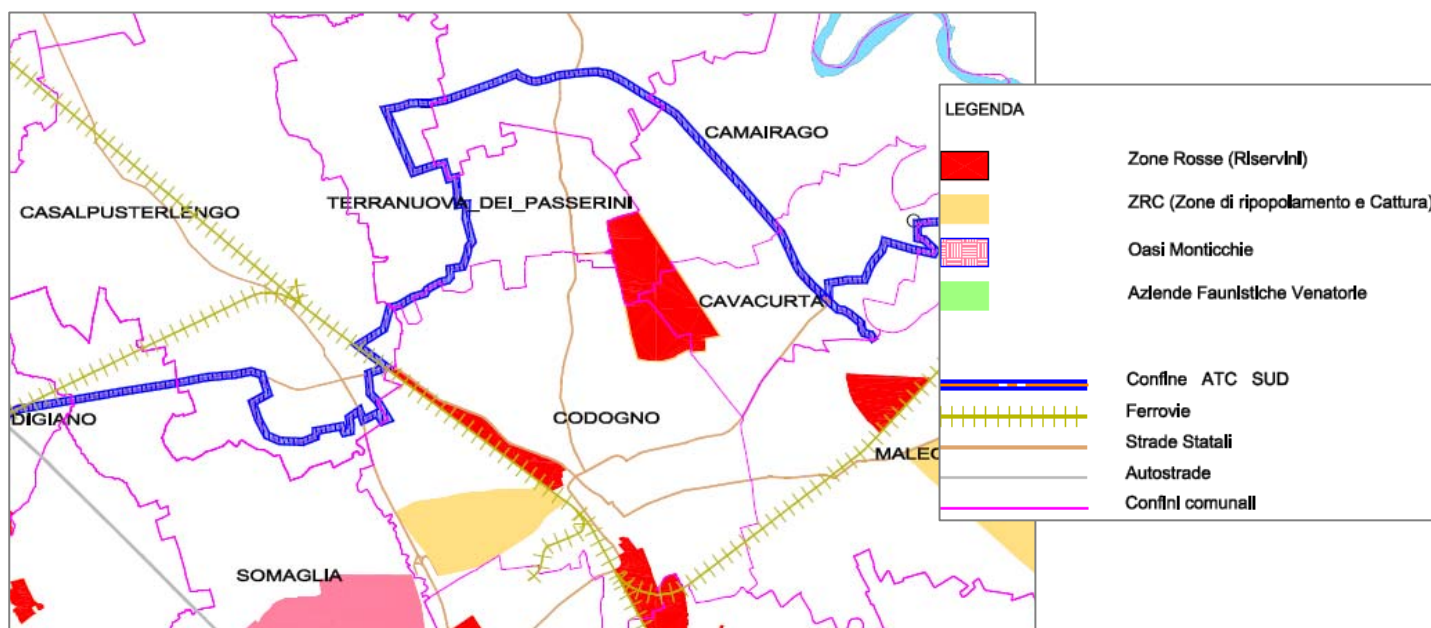 CAMAIRAGO
CASALPUSTERLENGO
TERRANUOVA_DEI_PASSERINI
CAVACURTA
DIGIANO
CODOGNO
MALEO
SOMAGLIA
LEGENDA
Zone Rosse (Riservini)
ZRC (Zone di ripopolamento e Cattura)
Oasi Monticchie
Aziende Faunistiche Venatorie
Confine ATC SUD
Ferrovie
Strade Statali
Autostrade
Confini comunali